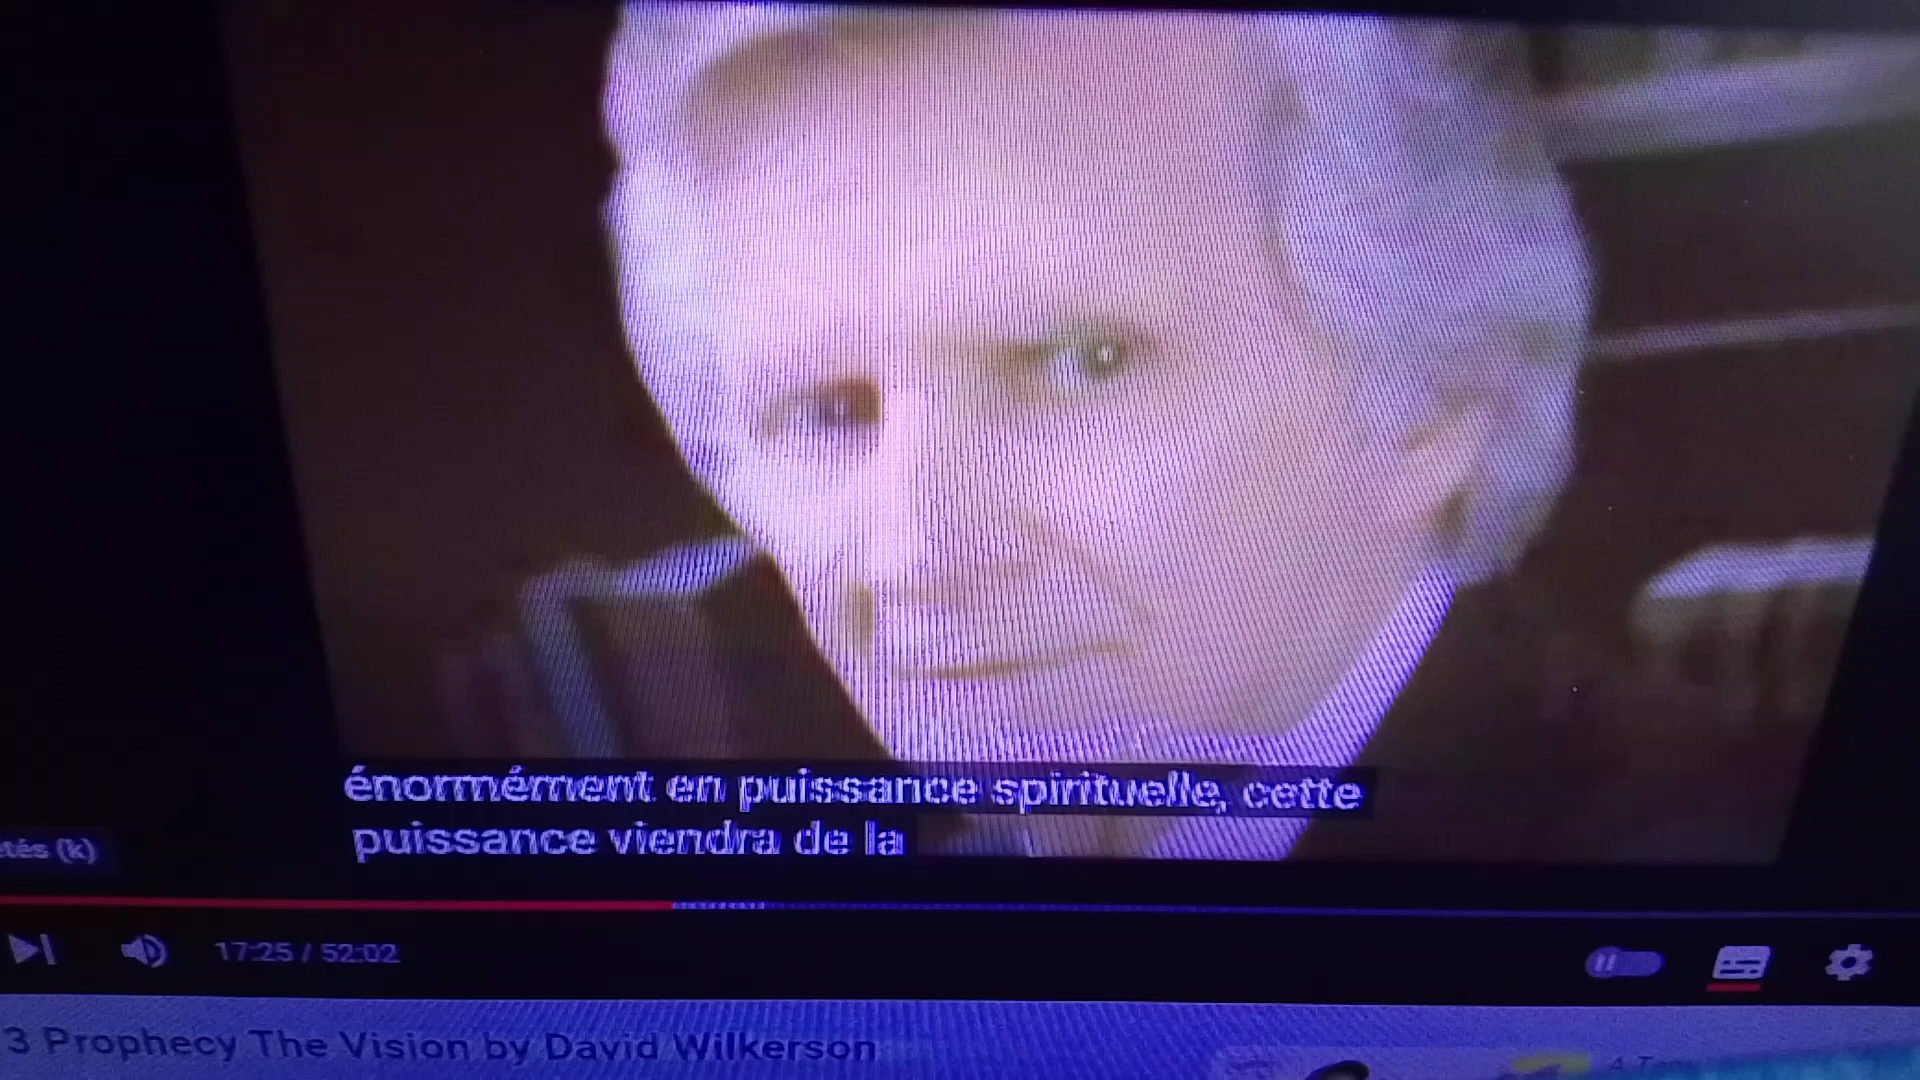 énormément en puissance spirituelle, cette
puissance viendra de la
(k)
17:25 / 52:02
3 Prophecy The Vision by David Wilkerson